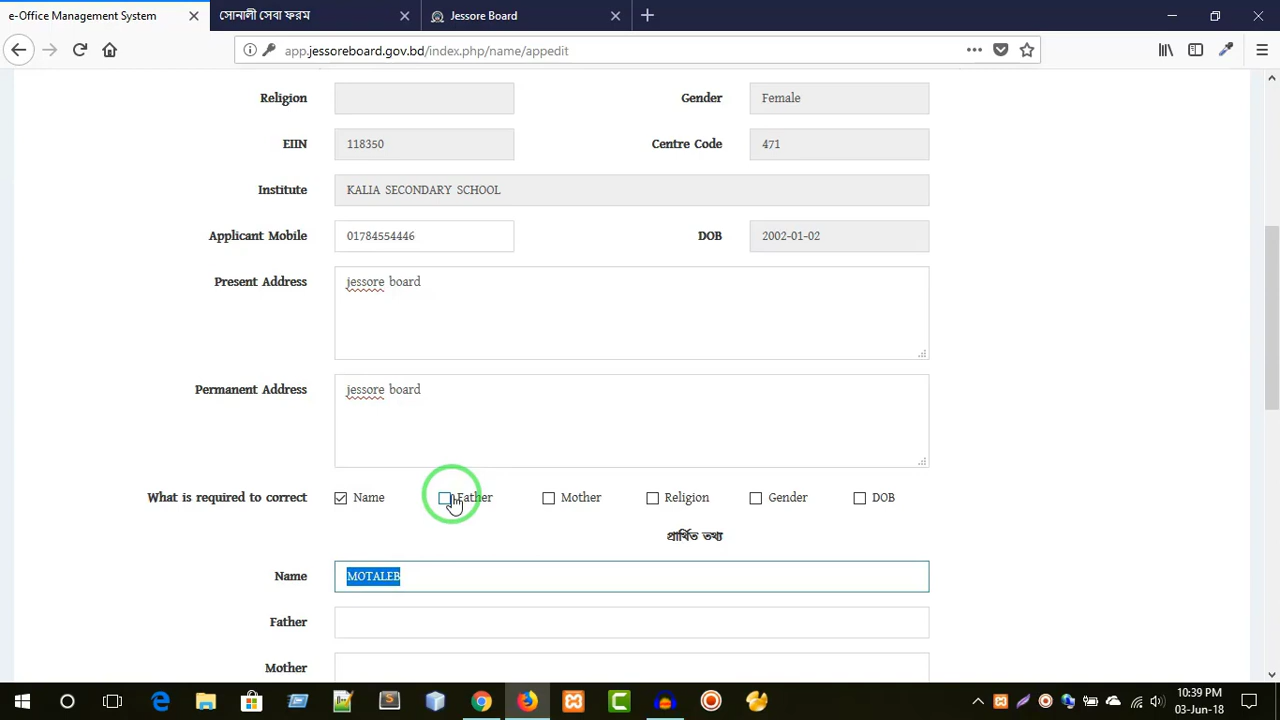 e-Office Management System
সোনালী সেবা ফরম
Jessore Board
app.jessoreboard.gov.bd/index.php/name/appedit
Religion
Gender Female
EIIN 118350
Centre Code 471
Institute KALIA SECONDARY SCHOOL
Applicant Mobile 01784554446
DOB 2002-01-02
Present Address jessore board
Permanent Address jessore board
What is required to correct Name Father Mother Religion Gender DOB
প্রার্থিত তথ্য
Name MOTALEB
Father
Mother
10:39 PM
03-Jun-18